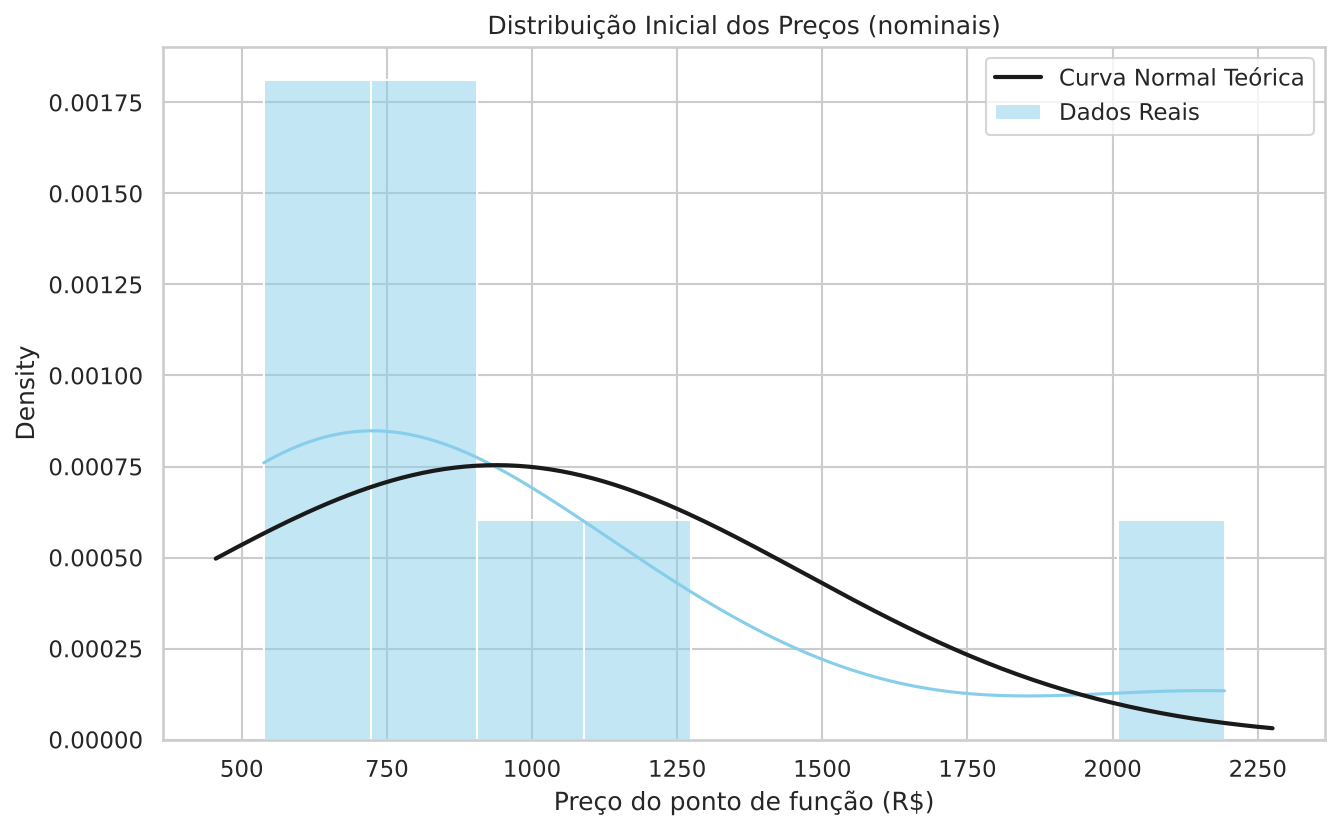 Distribuição Inicial dos Preços (nominais)
Curva Normal Teórica
Dados Reais
Density
0.00175
0.00150
0.00125
0.00100
0.00075
0.00050
0.00025
0.00000
500 750 1000 1250 1500 1750 2000 2250
Preço do ponto de função (R$)